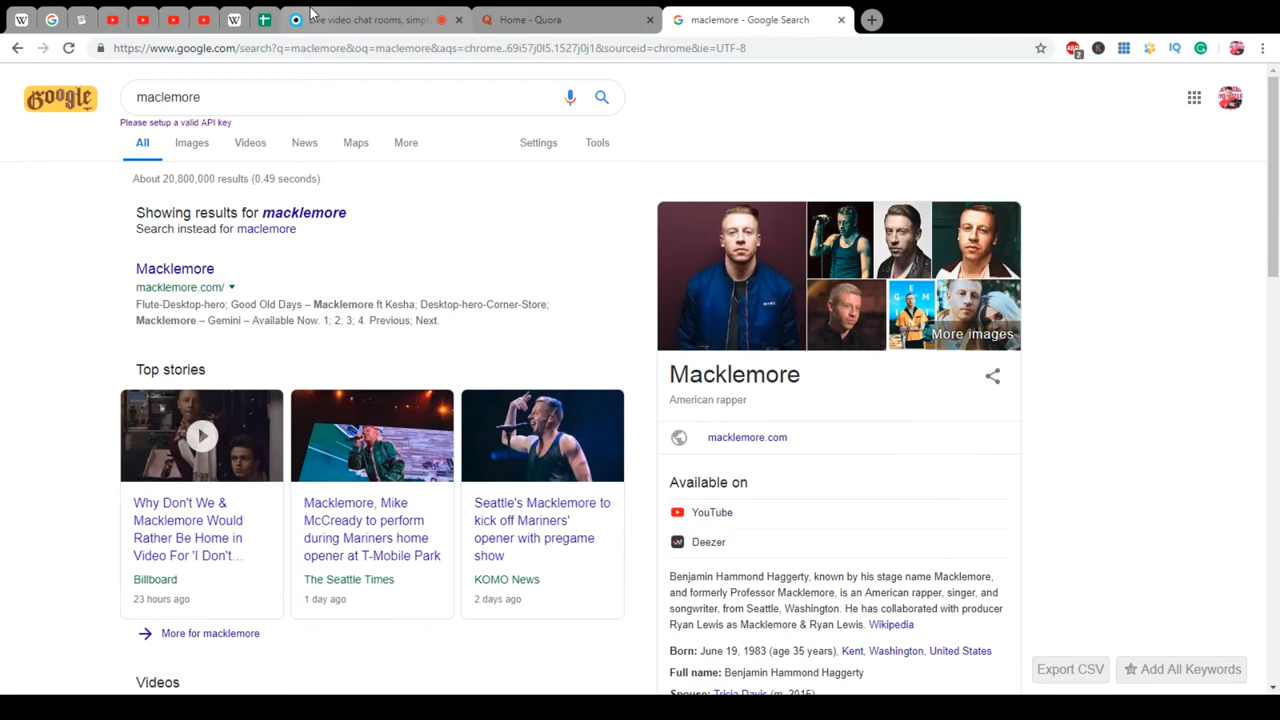 Live video chat rooms, simpl
Home - Quora
maclemore - Google Search
https://www.google.com/search?q=maclemore&oq=maclemore&aqs=chrome..69i57j0l5.1527j0j1&sourceid=chrome&ie=UTF-8
Google
maclemore
Please setup a valid API key
All Images Videos News Maps More Settings Tools
About 20,800,000 results (0.49 seconds)
Showing results for macklemore
Search instead for maclemore
Macklemore
macklemore.com/
Flute-Desktop-hero; Good Old Days – Macklemore ft Kesha; Desktop-hero-Corner-Store;
Macklemore – Gemini – Available Now. 1; 2; 3; 4. Previous; Next.
Top stories
Why Don't We &
Macklemore Would
Rather Be Home in
Video For 'I Don't...
Billboard
23 hours ago
Macklemore, Mike
McCready to perform
during Mariners home
opener at T-Mobile Park
The Seattle Times
1 day ago
Seattle's Macklemore to
kick off Mariners'
opener with pregame
show
KOMO News
2 days ago
More for maclemore
Videos
More images
Macklemore
American rapper
macklemore.com
Available on
YouTube
Deezer
Benjamin Hammond Haggerty, known by his stage name Macklemore,
and formerly Professor Macklemore, is an American rapper, singer, and
songwriter, from Seattle, Washington. He has collaborated with producer
Ryan Lewis as Macklemore & Ryan Lewis. Wikipedia
Born: June 19, 1983 (age 35 years), Kent, Washington, United States
Full name: Benjamin Hammond Haggerty
Spouse: Tricia Davis (m. 2015)
Export CSV
Add All Keywords